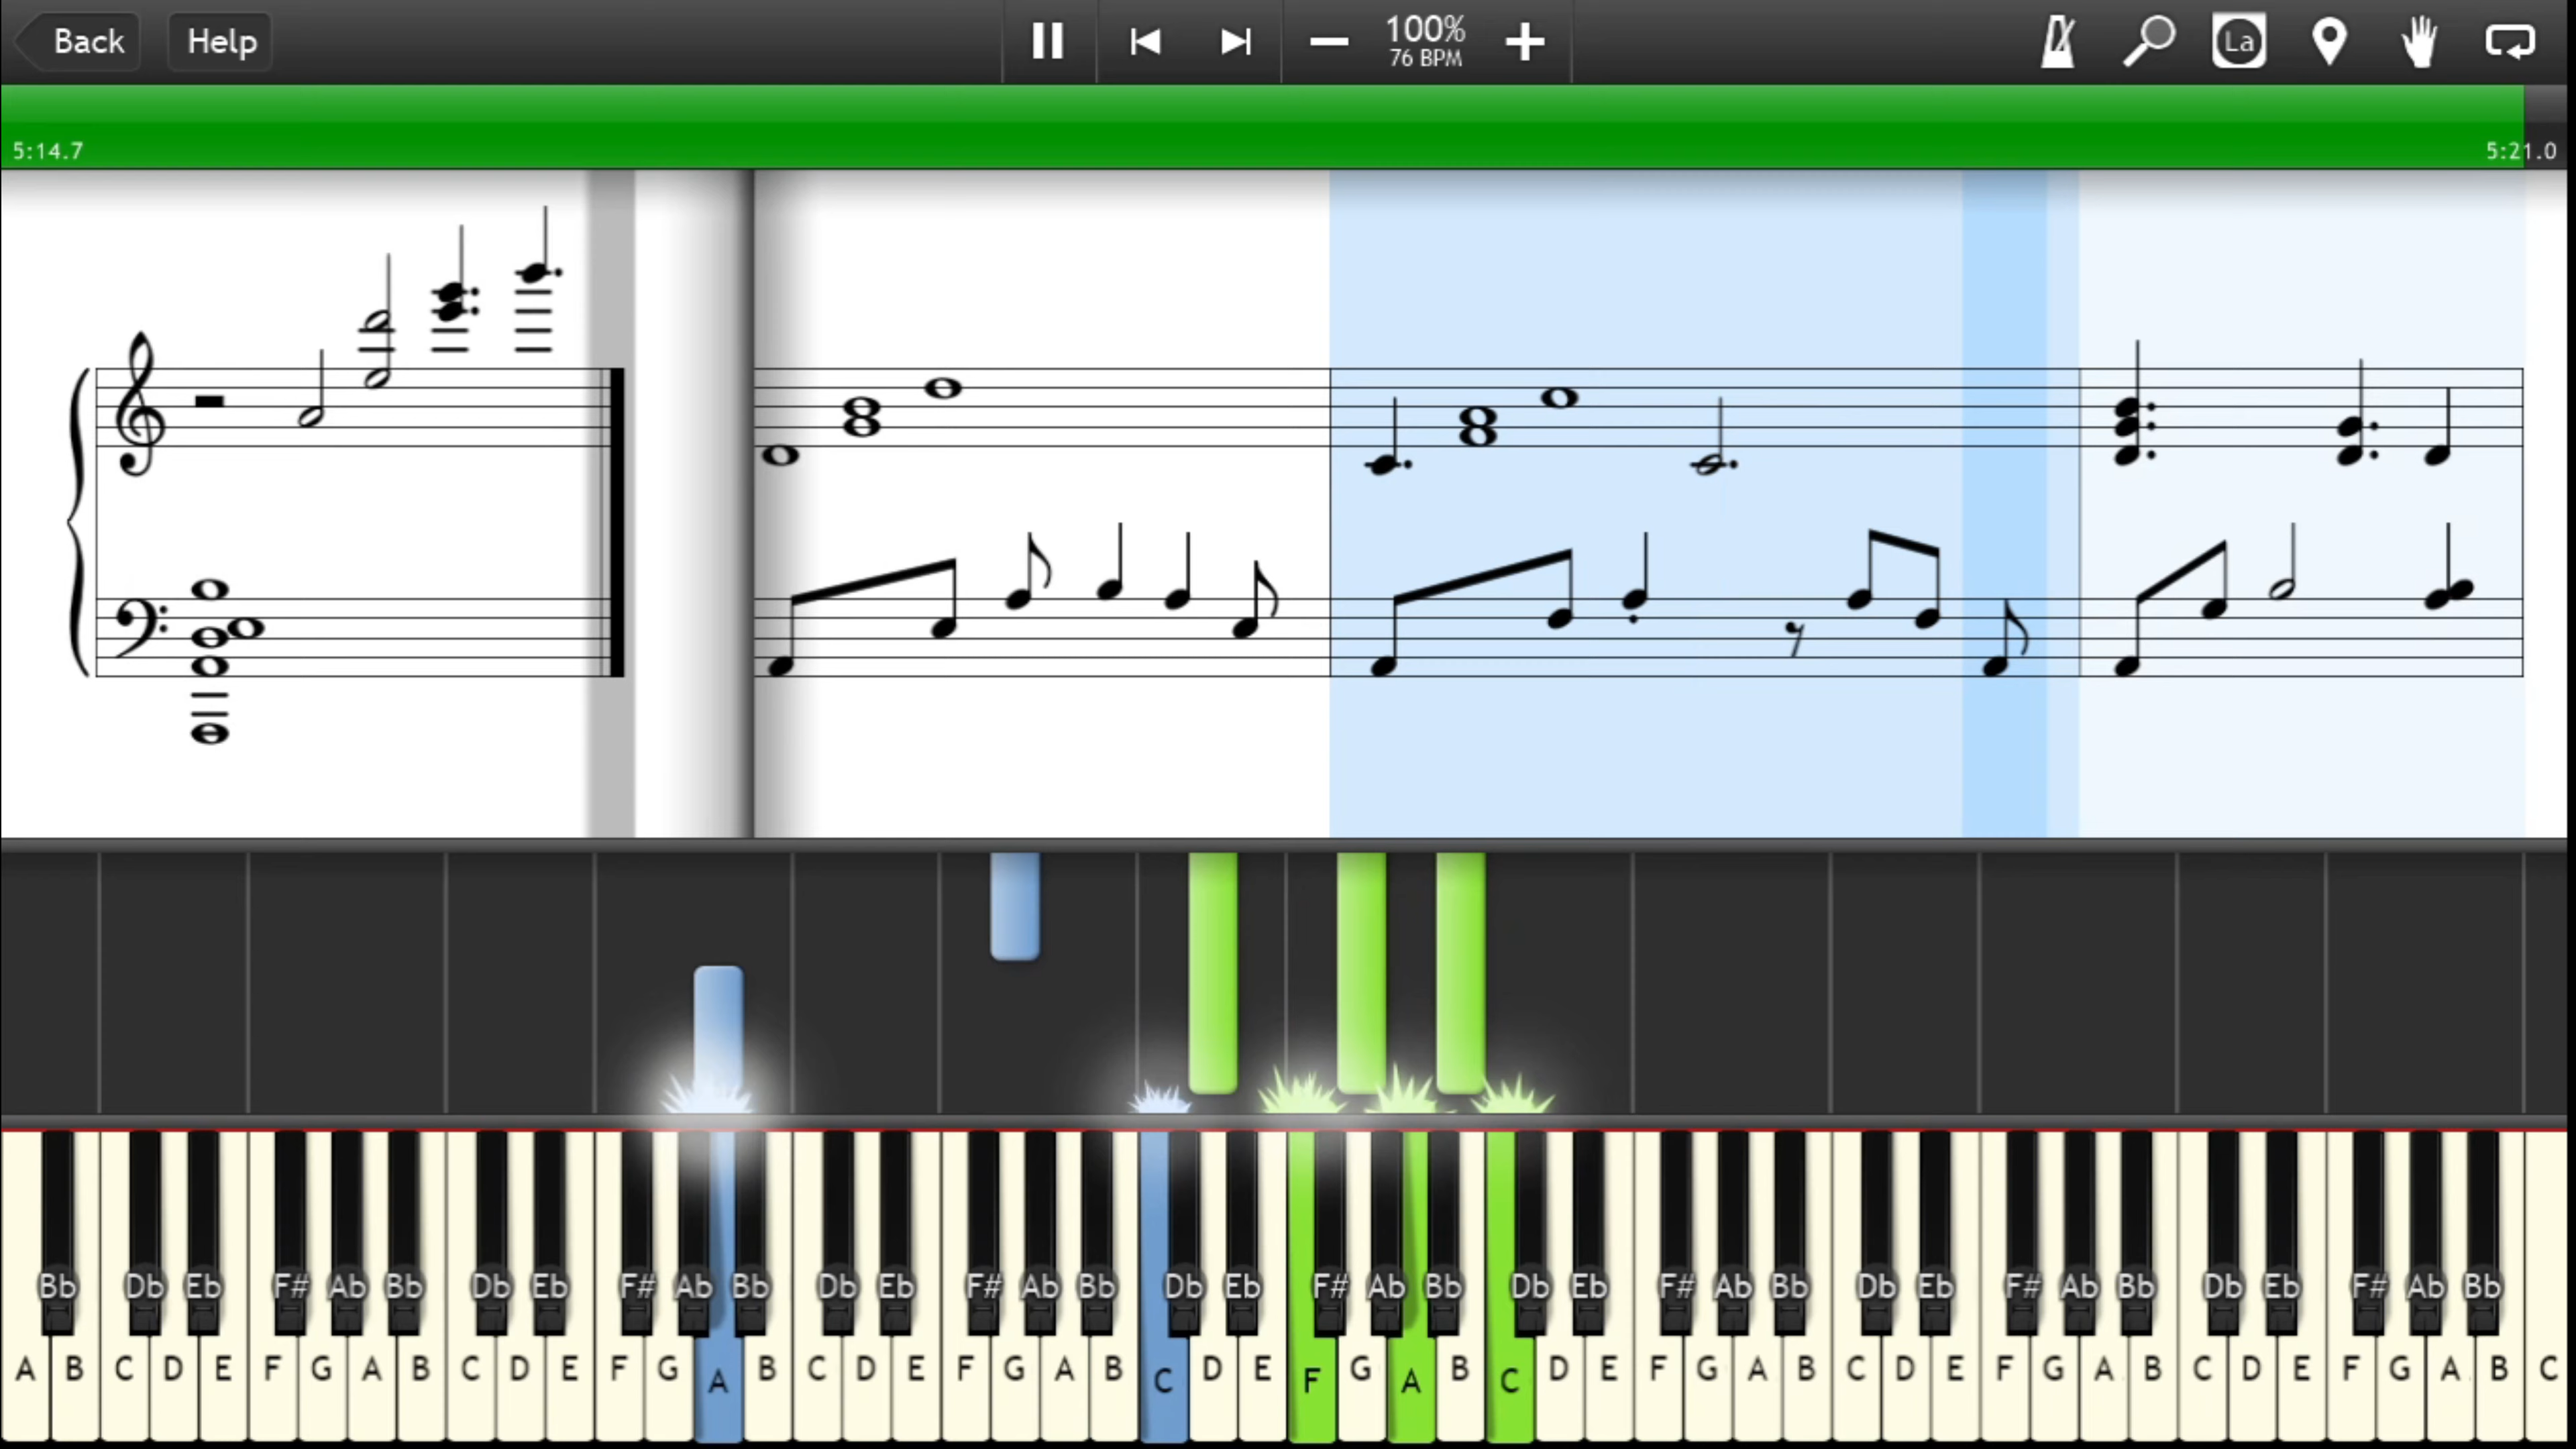 Back Help 100% La
76 BPM
5:14.7 5:21.0
Bb Db Eb F# Ab Bb Db Eb F# Ab Bb Db Eb F# Ab Bb Db Eb F# Ab Bb Db Eb F# Ab Bb Db Eb F# Ab Bb Db Eb F# Ab Bb
A B C D E F G A B C D E F G A B C D E F G A B C D E F G A B C D E F G A B C D E F G A B C D E F G A B C